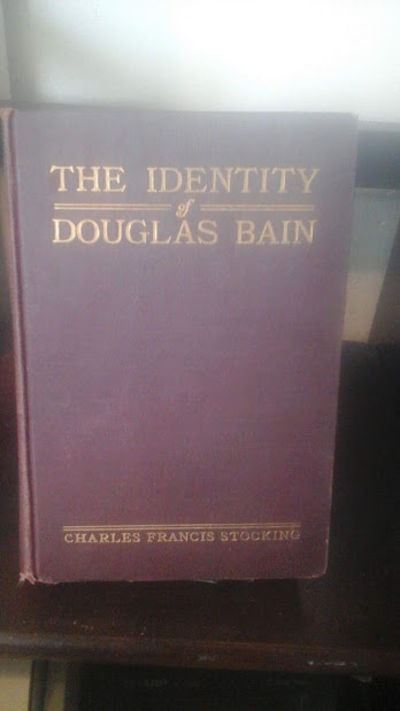 THE IDENTITY
of
DOUGLAS BAIN
CHARLES FRANCIS STOCKING